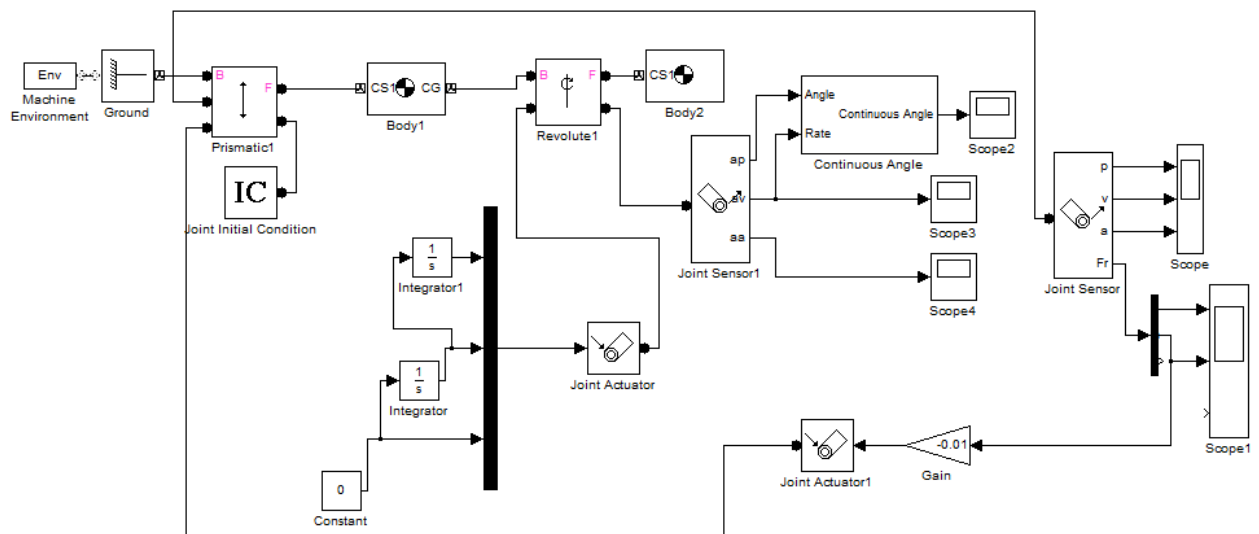 Env
Machine
Environment
Ground
B
F
Prismatic1
IC
Joint Initial Condition
CS1
CG
Body1
B
F
Revolute1
CS1
Body2
ap
av
aa
Joint Sensor1
Angle
Rate
Continuous Angle
Continuous Angle
Scope2
Scope3
Scope4
p
v
a
Fr
Joint Sensor
Scope
Scope1
1
s
Integrator1
1
s
Integrator
0
Constant
Joint Actuator
Joint Actuator1
-0.01
Gain